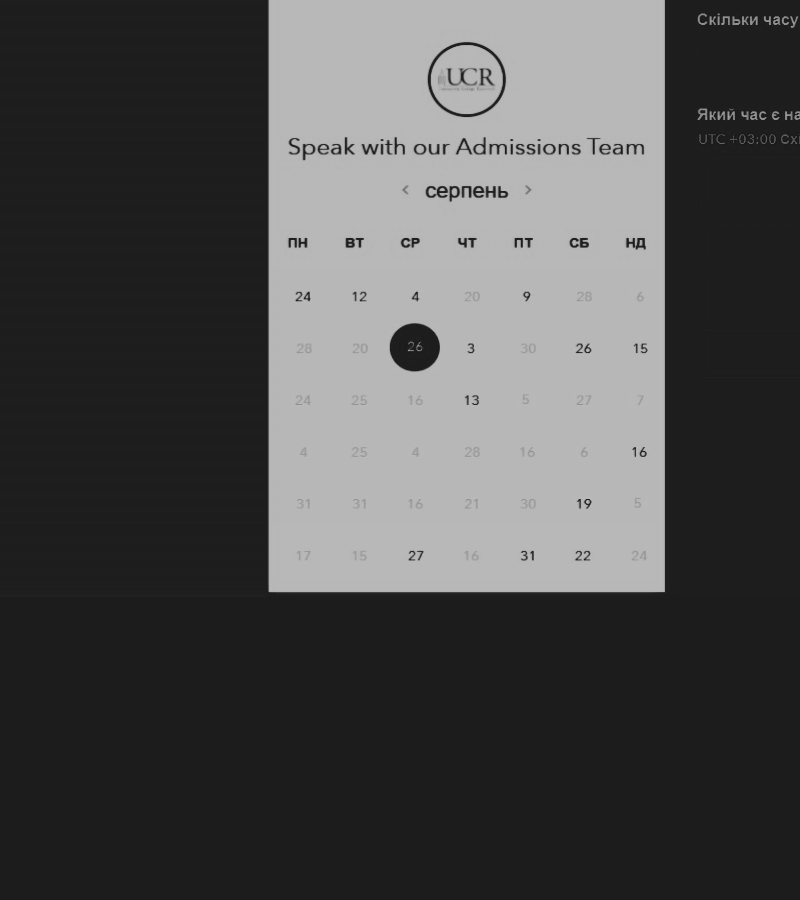 UCR
Speak with our Admissions Team
серпень
ПН ВТ СР ЧТ ПТ СБ НД
24 12 4 20 9 28 6
28 20 26 3 30 26 15
24 25 16 13 5 27 7
4 25 4 28 16 6 16
31 31 16 21 30 19 5
17 15 27 16 31 22 24
Скільки часу
Який час є на
UTC +03:00 Схі